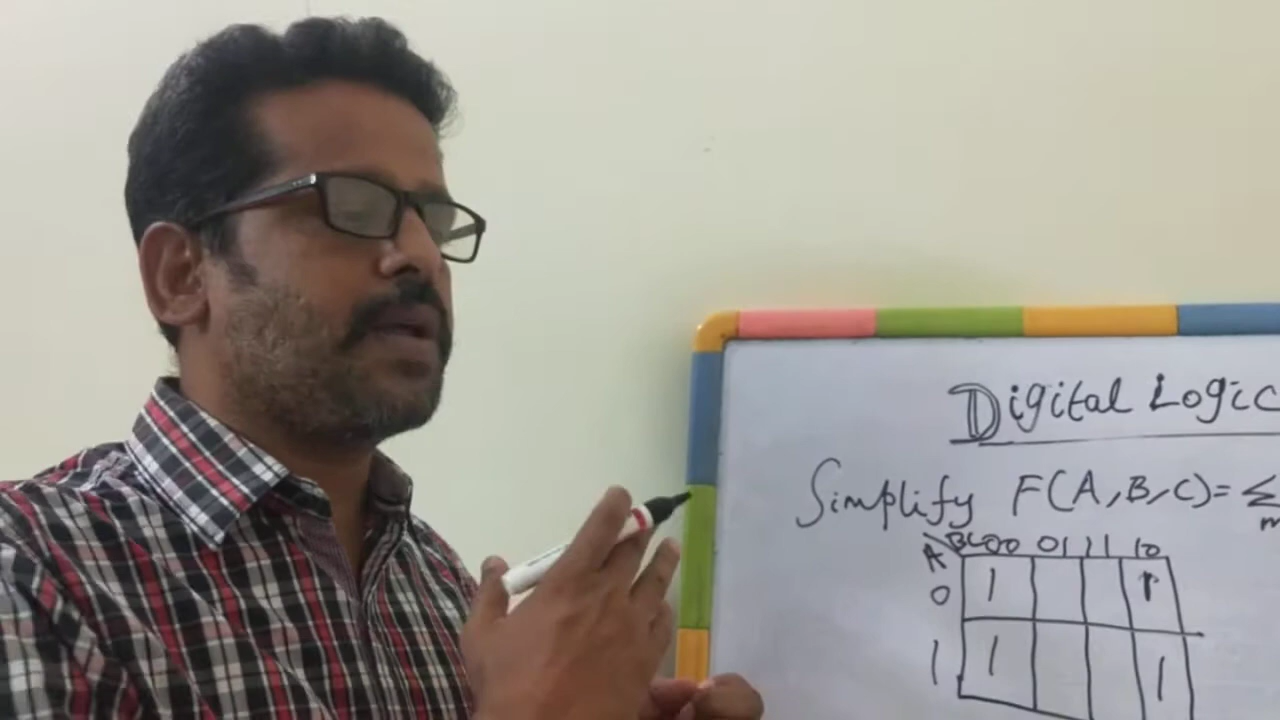 Digital Logic
Simplify F(A,B,C)= Σ
m
A BC 00 01 11 10
0 1 1
1 1 1